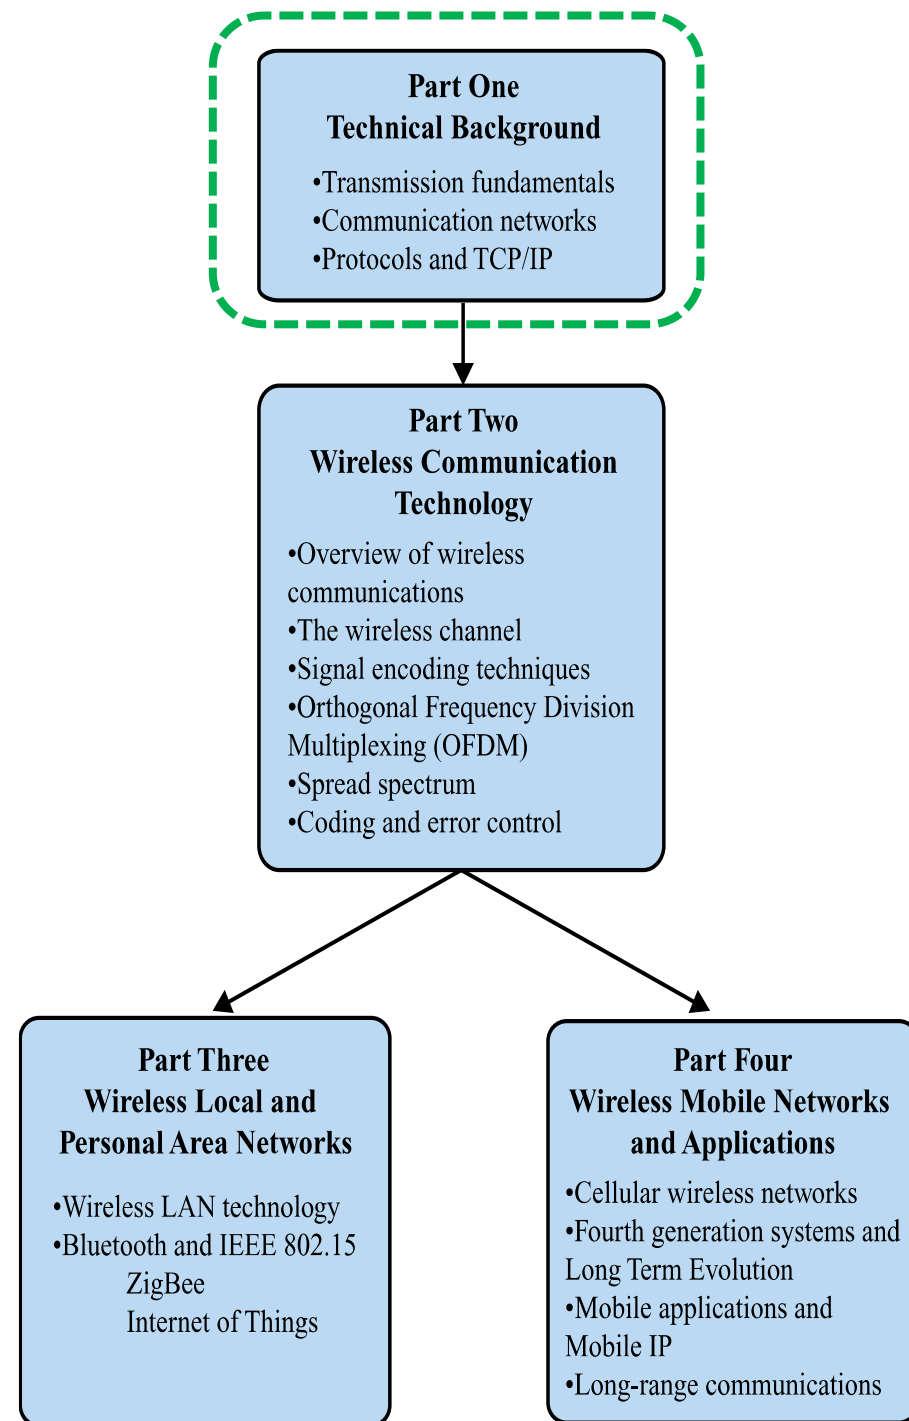 Part One
Technical Background
•Transmission fundamentals
•Communication networks
•Protocols and TCP/IP
Part Two
Wireless Communication
Technology
•Overview of wireless
communications
•The wireless channel
•Signal encoding techniques
•Orthogonal Frequency Division
Multiplexing (OFDM)
•Spread spectrum
•Coding and error control
Part Three
Wireless Local and
Personal Area Networks
•Wireless LAN technology
•Bluetooth and IEEE 802.15
ZigBee
Internet of Things
Part Four
Wireless Mobile Networks
and Applications
•Cellular wireless networks
•Fourth generation systems and
Long Term Evolution
•Mobile applications and
Mobile IP
•Long-range communications